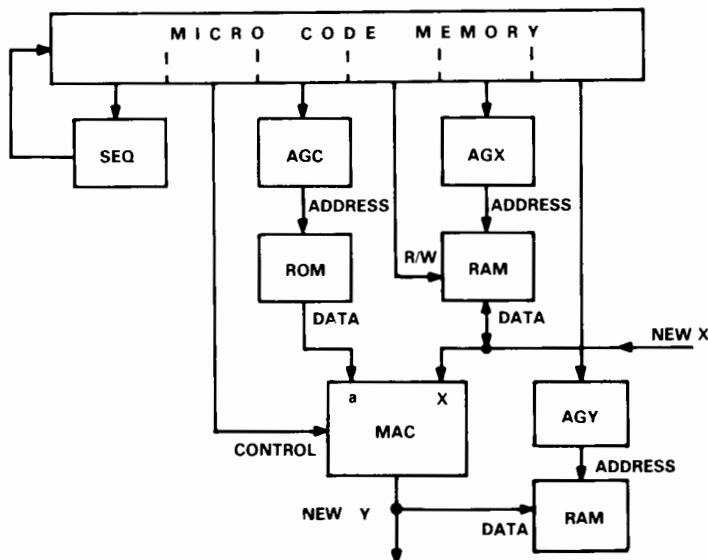 MICRO CODE MEMORY
SEQ
AGC
AGX
ADDRESS
ADDRESS
ROM
R/W
RAM
DATA
DATA
NEW X
a
X
MAC
AGY
CONTROL
ADDRESS
NEW Y
DATA
RAM